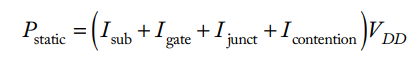 P_static = (I_sub + I_gate + I_junct + I_contention)V_DD